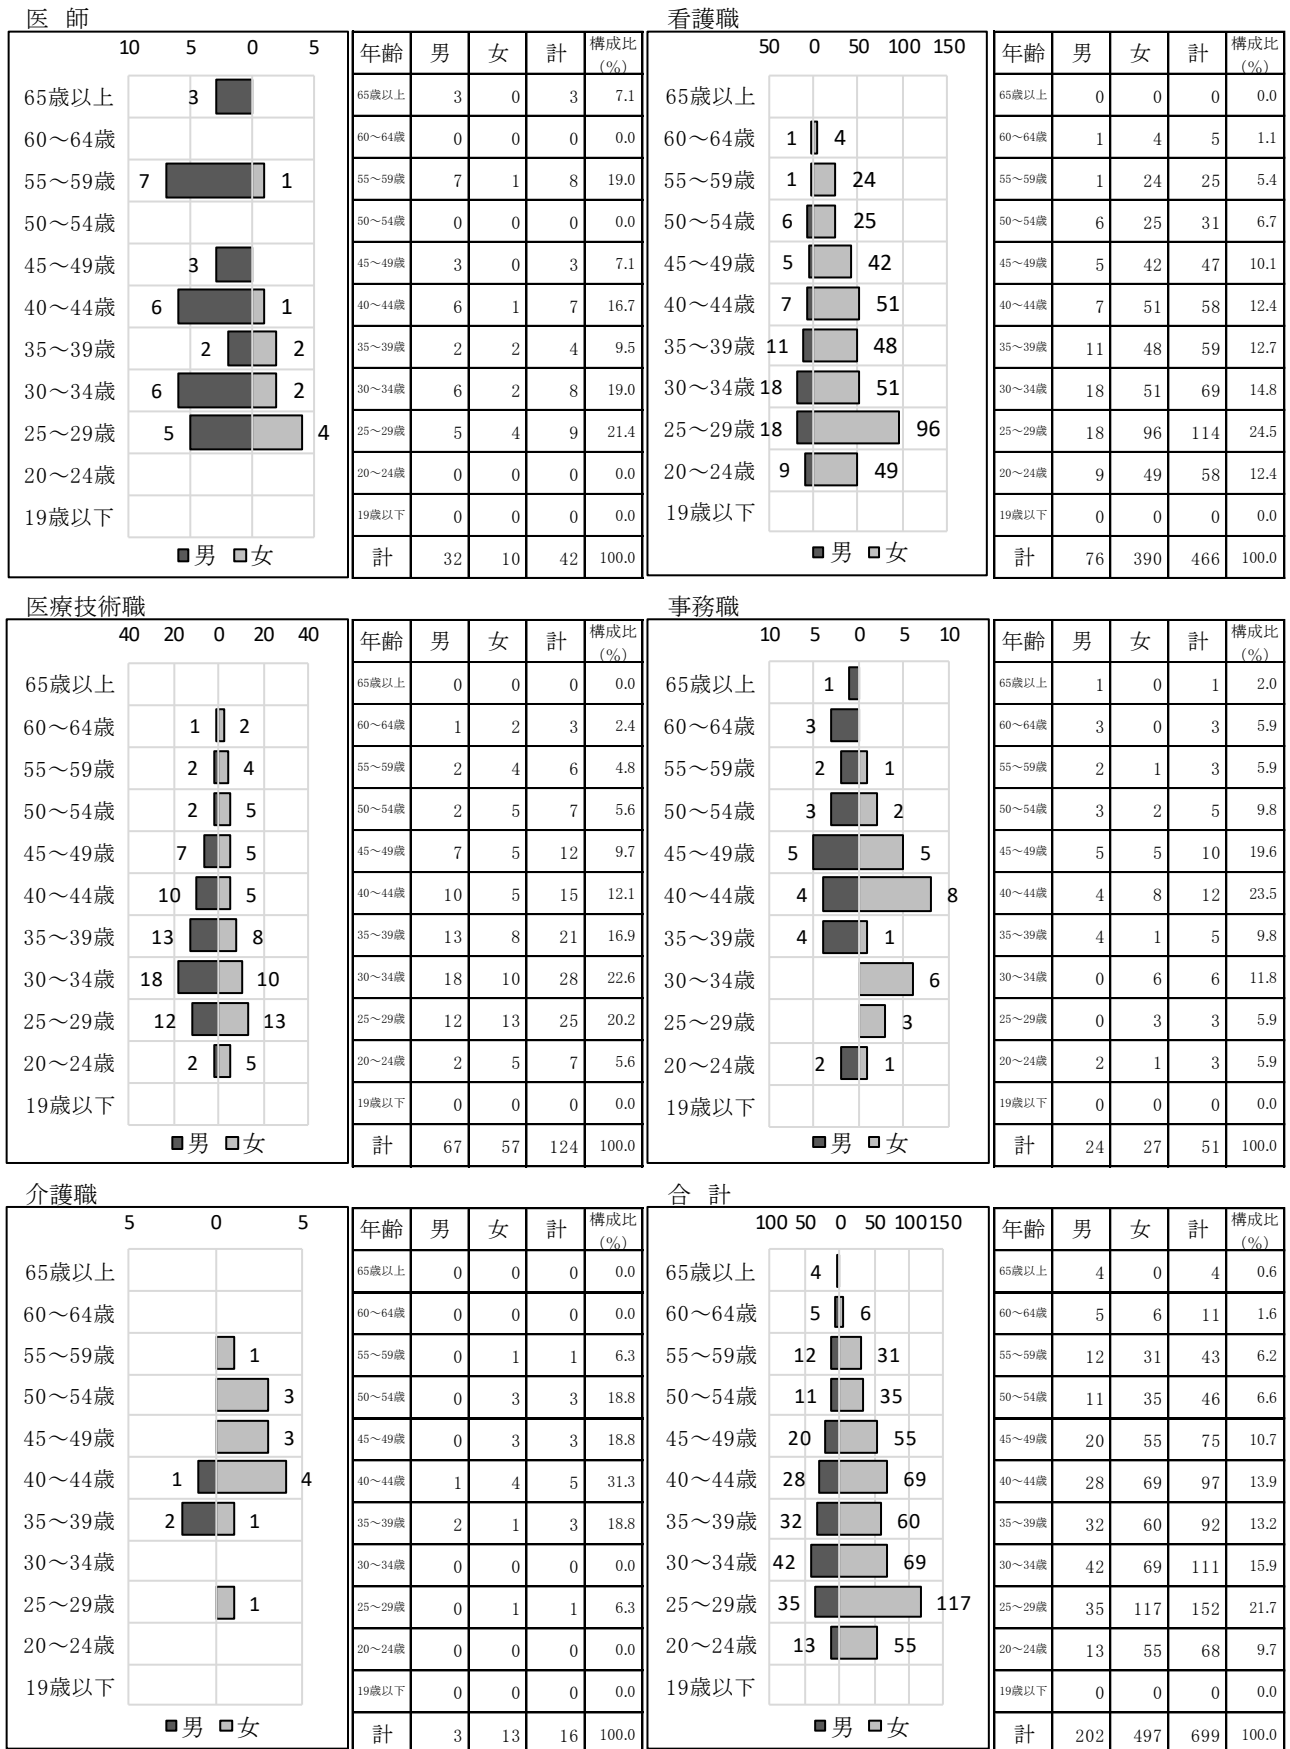 医 師
10 5 0 5
65歳以上 3
60～64歳
55～59歳 7 1
50～54歳
45～49歳 3
40～44歳 6 1
35～39歳 2 2
30～34歳 6 2
25～29歳 5 4
20～24歳
19歳以下
■男 □女
年齢 男 女 計 構成比(%)
65歳以上 3 0 3 7.1
60～64歳 0 0 0 0.0
55～59歳 7 1 8 19.0
50～54歳 0 0 0 0.0
45～49歳 3 0 3 7.1
40～44歳 6 1 7 16.7
35～39歳 2 2 4 9.5
30～34歳 6 2 8 19.0
25～29歳 5 4 9 21.4
20～24歳 0 0 0 0.0
19歳以下 0 0 0 0.0
計 32 10 42 100.0
看護職
50 0 50 100 150
65歳以上
60～64歳 1 4
55～59歳 1 24
50～54歳 6 25
45～49歳 5 42
40～44歳 7 51
35～39歳 11 48
30～34歳 18 51
25～29歳 18 96
20～24歳 9 49
19歳以下
■男 □女
年齢 男 女 計 構成比(%)
65歳以上 0 0 0 0.0
60～64歳 1 4 5 1.1
55～59歳 1 24 25 5.4
50～54歳 6 25 31 6.7
45～49歳 5 42 47 10.1
40～44歳 7 51 58 12.4
35～39歳 11 48 59 12.7
30～34歳 18 51 69 14.8
25～29歳 18 96 114 24.5
20～24歳 9 49 58 12.4
19歳以下 0 0 0 0.0
計 76 390 466 100.0
医療技術職
40 20 0 20 40
65歳以上
60～64歳 1 2
55～59歳 2 4
50～54歳 2 5
45～49歳 7 5
40～44歳 10 5
35～39歳 13 8
30～34歳 18 10
25～29歳 12 13
20～24歳 2 5
19歳以下
■男 □女
年齢 男 女 計 構成比(%)
65歳以上 0 0 0 0.0
60～64歳 1 2 3 2.4
55～59歳 2 4 6 4.8
50～54歳 2 5 7 5.6
45～49歳 7 5 12 9.7
40～44歳 10 5 15 12.1
35～39歳 13 8 21 16.9
30～34歳 18 10 28 22.6
25～29歳 12 13 25 20.2
20～24歳 2 5 7 5.6
19歳以下 0 0 0 0.0
計 67 57 124 100.0
事務職
10 5 0 5 10
65歳以上 1
60～64歳 3
55～59歳 2 1
50～54歳 3 2
45～49歳 5 5
40～44歳 4 8
35～39歳 4 1
30～34歳 6
25～29歳 3
20～24歳 2 1
19歳以下
■男 □女
年齢 男 女 計 構成比(%)
65歳以上 1 0 1 2.0
60～64歳 3 0 3 5.9
55～59歳 2 1 3 5.9
50～54歳 3 2 5 9.8
45～49歳 5 5 10 19.6
40～44歳 4 8 12 23.5
35～39歳 4 1 5 9.8
30～34歳 0 6 6 11.8
25～29歳 0 3 3 5.9
20～24歳 2 1 3 5.9
19歳以下 0 0 0 0.0
計 24 27 51 100.0
介護職
5 0 5
65歳以上
60～64歳
55～59歳 1
50～54歳 3
45～49歳 3
40～44歳 1 4
35～39歳 2 1
30～34歳
25～29歳 1
20～24歳
19歳以下
■男 □女
年齢 男 女 計 構成比(%)
65歳以上 0 0 0 0.0
60～64歳 0 0 0 0.0
55～59歳 0 1 1 6.3
50～54歳 0 3 3 18.8
45～49歳 0 3 3 18.8
40～44歳 1 4 5 31.3
35～39歳 2 1 3 18.8
30～34歳 0 0 0 0.0
25～29歳 0 1 1 6.3
20～24歳 0 0 0 0.0
19歳以下 0 0 0 0.0
計 3 13 16 100.0
合 計
100 50 0 50 100 150
65歳以上 4
60～64歳 5 6
55～59歳 12 31
50～54歳 11 35
45～49歳 20 55
40～44歳 28 69
35～39歳 32 60
30～34歳 42 69
25～29歳 35 117
20～24歳 13 55
19歳以下
■男 □女
年齢 男 女 計 構成比(%)
65歳以上 4 0 4 0.6
60～64歳 5 6 11 1.6
55～59歳 12 31 43 6.2
50～54歳 11 35 46 6.6
45～49歳 20 55 75 10.7
40～44歳 28 69 97 13.9
35～39歳 32 60 92 13.2
30～34歳 42 69 111 15.9
25～29歳 35 117 152 21.7
20～24歳 13 55 68 9.7
19歳以下 0 0 0 0.0
計 202 497 699 100.0